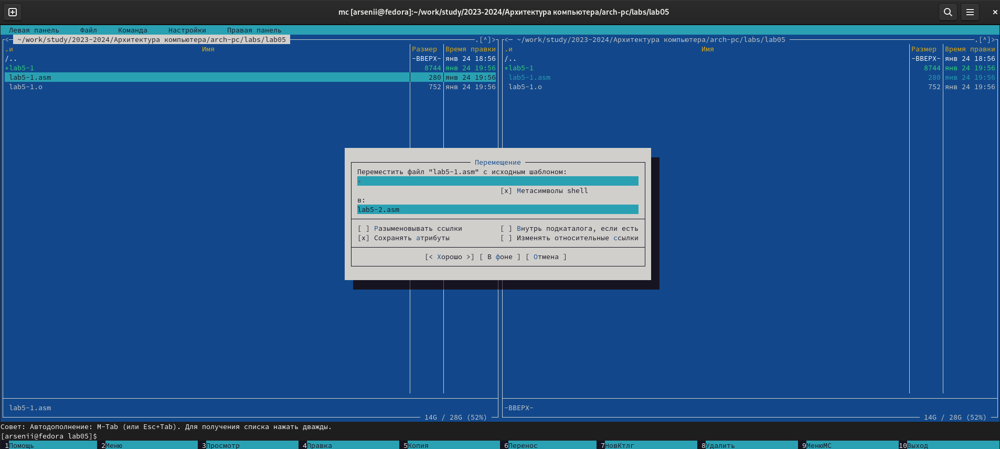 mc [arsenii@fedora]:~/work/study/2023-2024/Архитектура компьютера/arch-pc/labs/lab05
Левая панель Файл Команда Настройки Правая панель
<─ ~/work/study/2023-2024/Архитектура компьютера/arch-pc/labs/lab05 .[^]>
.и Имя Размер Время правки
/.. -ВВЕРХ- янв 24 18:56
*lab5-1 8744 янв 24 19:56
lab5-1.asm 280 янв 24 19:56
lab5-1.o 752 янв 24 19:56
<─ ~/work/study/2023-2024/Архитектура компьютера/arch-pc/labs/lab05 .[^]>
.и Имя Размер Время правки
/.. -ВВЕРХ- янв 24 18:56
*lab5-1 8744 янв 24 19:56
lab5-1.asm 280 янв 24 19:56
lab5-1.o 752 янв 24 19:56
Перемещение
Переместить файл "lab5-1.asm" с исходным шаблоном:
*
[x] Метасимволы shell
в:
lab5-2.asm
[ ] Разыменовывать ссылки [ ] Внутрь подкаталога, если есть
[x] Сохранять атрибуты [ ] Изменять относительные ссылки
[< Хорошо >] [ В фоне ] [ Отмена ]
lab5-1.asm
14G / 28G (52%)
-ВВЕРХ-
14G / 28G (52%)
Совет: Автодополнение: M-Tab (или Esc+Tab). Для получения списка нажать дважды.
[arsenii@fedora lab05]$
1Помощь 2Меню 3Просмотр 4Правка 5Копия 6Перенос 7НовКтлг 8Удалить 9МенюМС 10Выход